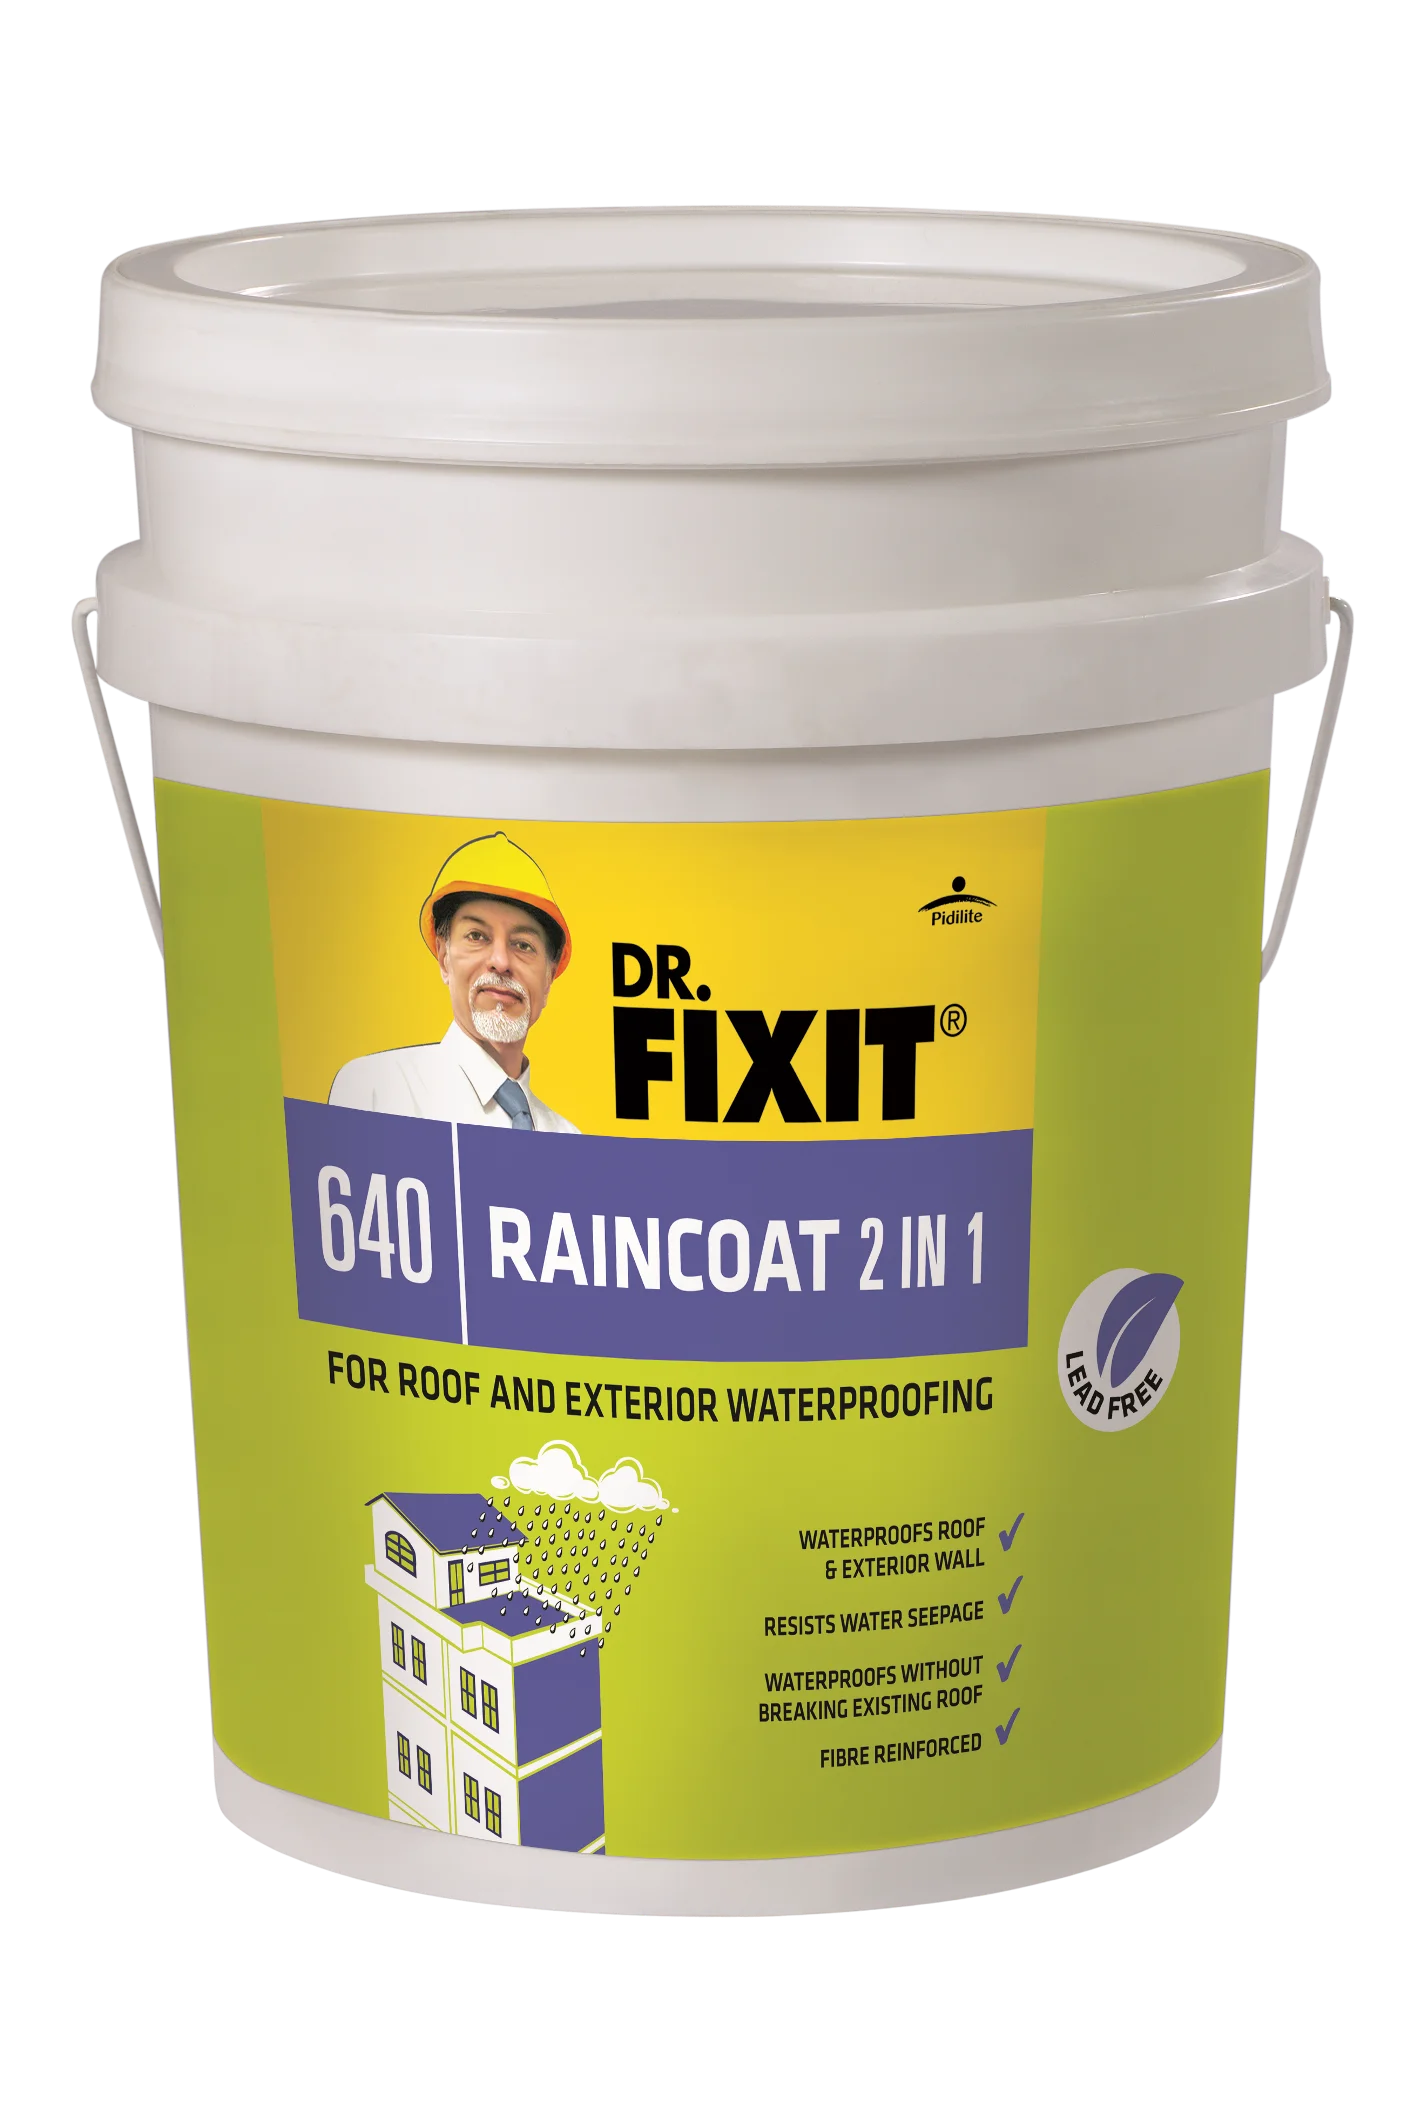 Pidilite
DR.
FIXIT®
640 RAINCOAT 2 IN 1
FOR ROOF AND EXTERIOR WATERPROOFING
LEAD FREE
WATERPROOFS ROOF
& EXTERIOR WALL
RESISTS WATER SEEPAGE
WATERPROOFS WITHOUT
BREAKING EXISTING ROOF
FIBRE REINFORCED